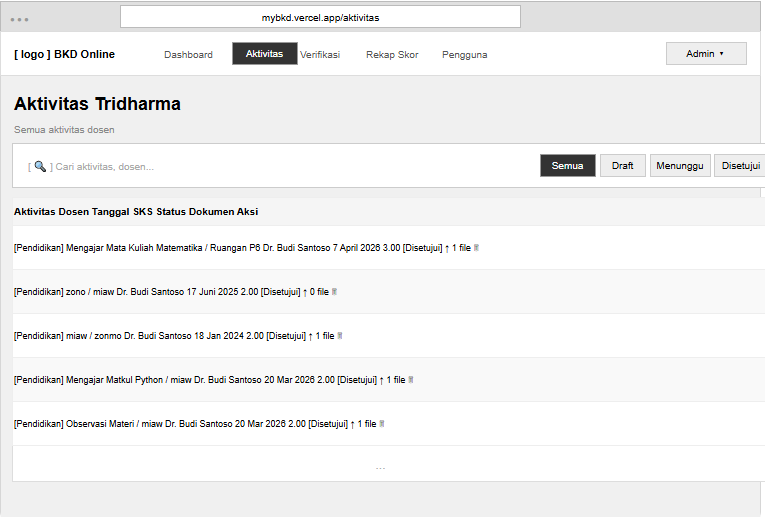 mybkd.vercel.app/aktivitas
[ logo ] BKD Online Dashboard Aktivitas Verifikasi Rekap Skor Pengguna Admin ▾
Aktivitas Tridharma
Semua aktivitas dosen
[ 🔍 ] Cari aktivitas, dosen... Semua Draft Menunggu Disetujui
Aktivitas Dosen Tanggal SKS Status Dokumen Aksi
[Pendidikan] Mengajar Mata Kuliah Matematika / Ruangan P6 Dr. Budi Santoso 7 April 2026 3.00 [Disetujui] ↑ 1 file
[Pendidikan] zono / miaw Dr. Budi Santoso 17 Juni 2025 2.00 [Disetujui] ↑ 0 file
[Pendidikan] miaw / zonmo Dr. Budi Santoso 18 Jan 2024 2.00 [Disetujui] ↑ 1 file
[Pendidikan] Mengajar Matkul Python / miaw Dr. Budi Santoso 20 Mar 2026 2.00 [Disetujui] ↑ 1 file
[Pendidikan] Observasi Materi / miaw Dr. Budi Santoso 20 Mar 2026 2.00 [Disetujui] ↑ 1 file
...